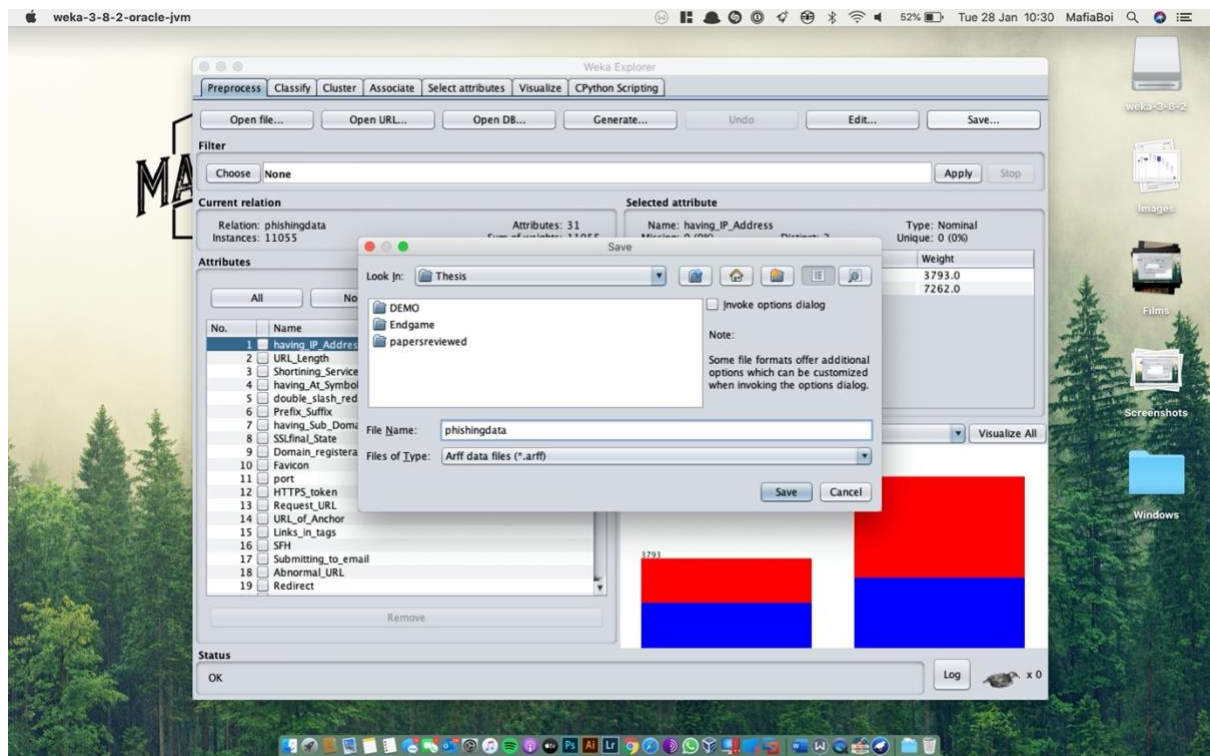 weka-3-8-2-oracle-jvm
52% Tue 28 Jan 10:30 MafiaBoi
Weka Explorer
Preprocess Classify Cluster Associate Select attributes Visualize CPython Scripting
Open file... Open URL... Open DB... Generate... Undo Edit... Save...
Filter
Choose None Apply Stop
Current relation
Relation: phishingdata Attributes: 31
Instances: 11055
Selected attribute
Name: having_IP_Address Type: Nominal
Unique: 0 (0%)
Attributes
All No
No. Name
1 having_IP_Addres
2 URL_Length
3 Shortining_Service
4 having_At_Symbol
5 double_slash_red
6 Prefix_Suffix
7 having_Sub_Doma
8 SSLfinal_State
9 Domain_registera
10 Favicon
11 port
12 HTTPS_token
13 Request_URL
14 URL_of_Anchor
15 Links_in_tags
16 SFH
17 Submitting_to_email
18 Abnormal_URL
19 Redirect
Remove
Weight
3793.0
7262.0
Visualize All
3793
Save
Look In: Thesis
DEMO
Endgame
papersreviewed
Invoke options dialog
Note:
Some file formats offer additional
options which can be customized
when invoking the options dialog.
File Name: phishingdata
Files of Type: Arff data files (*.arff)
Save Cancel
Status
OK
Log x 0
MA
weka-3-8-2
Images
Films
Screenshots
Windows
Ps Ai Lr